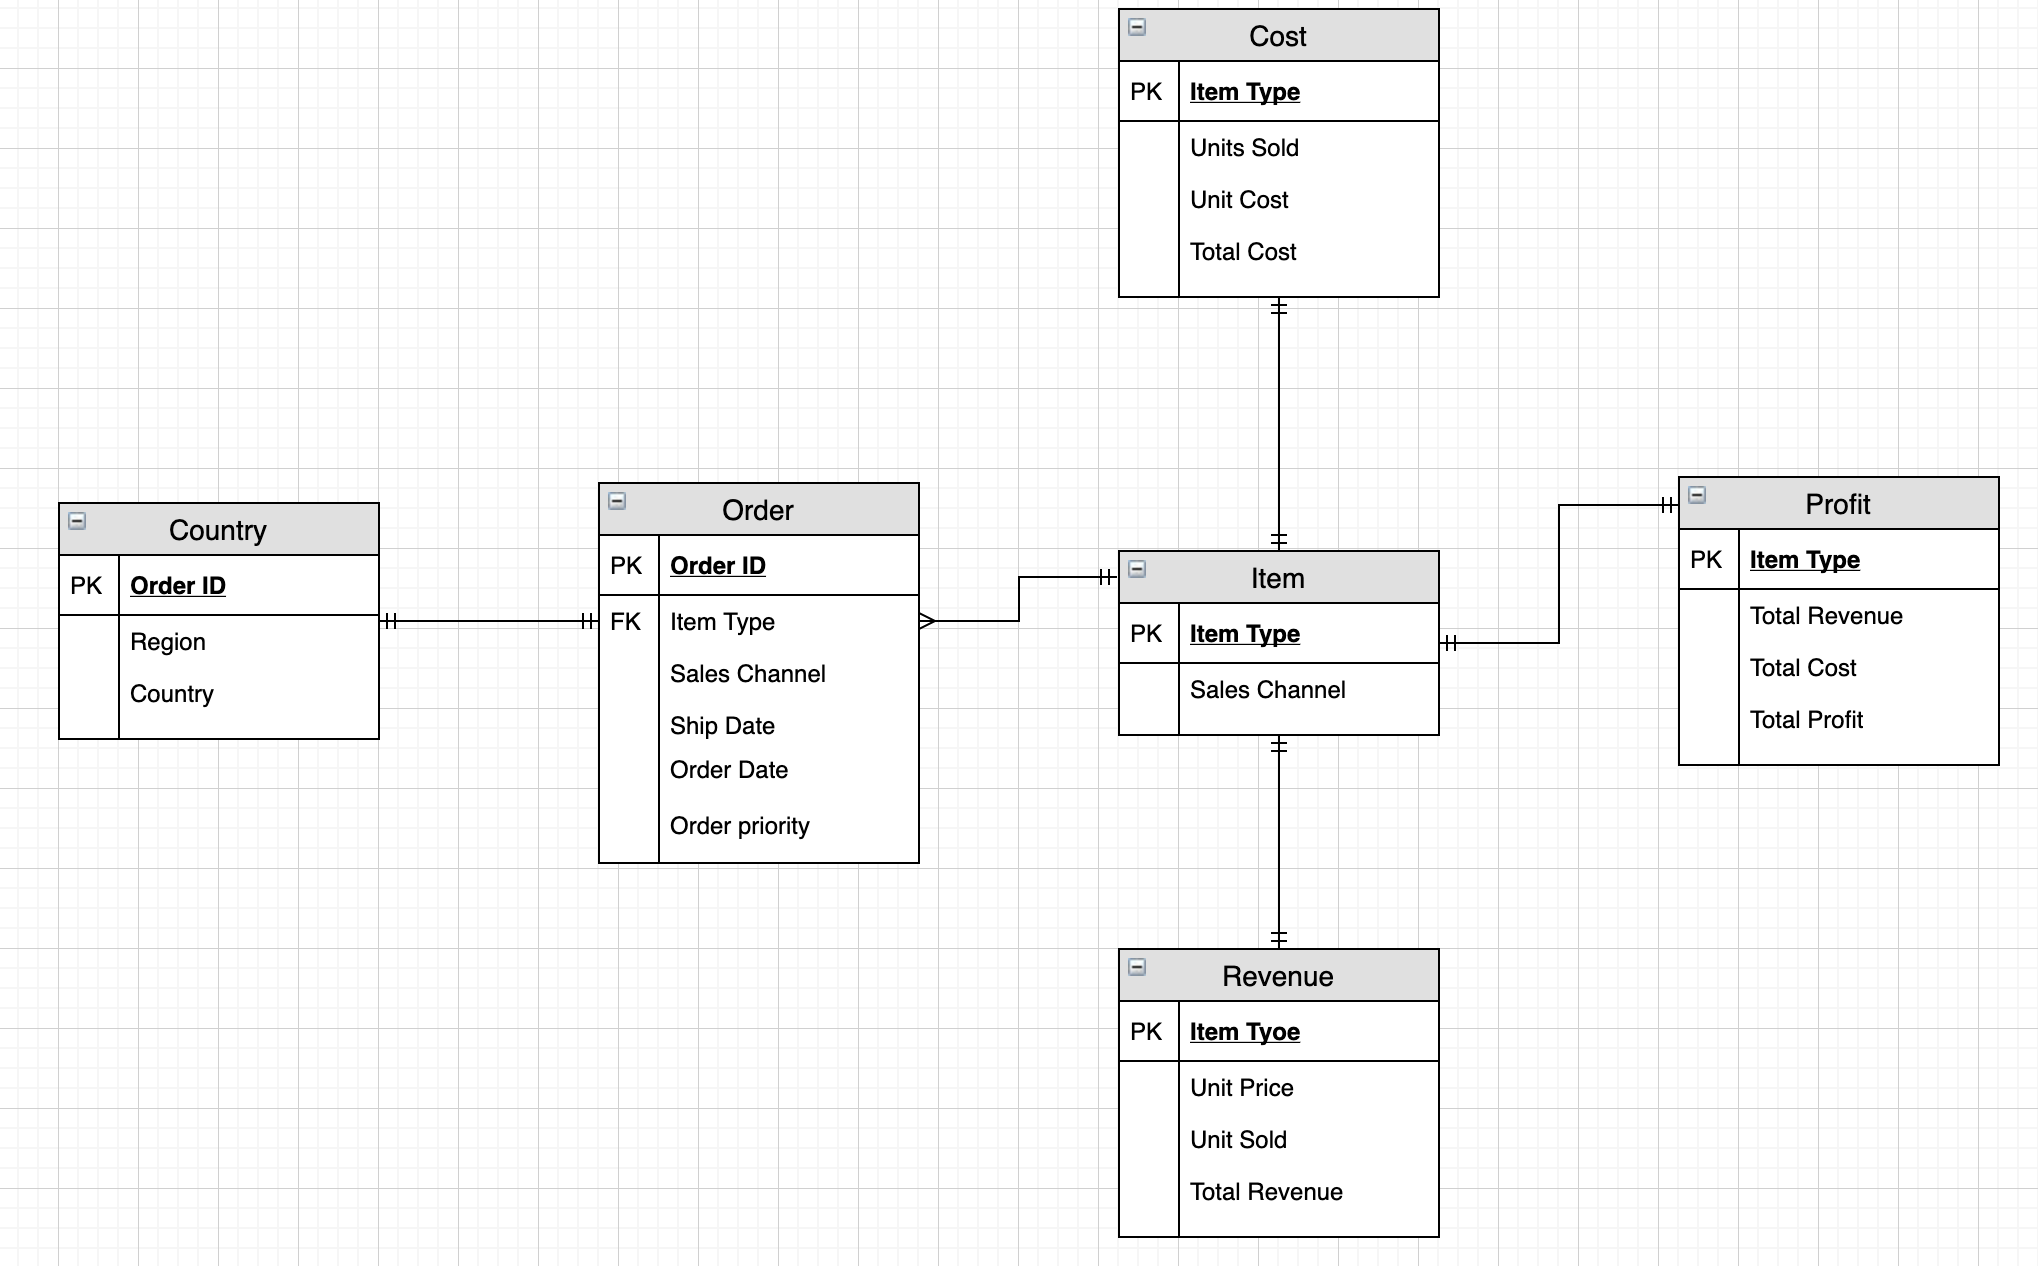 Cost
PK Item Type
Units Sold
Unit Cost
Total Cost
Country
PK Order ID
Region
Country
Order
PK Order ID
FK Item Type
Sales Channel
Ship Date
Order Date
Order priority
Item
PK Item Type
Sales Channel
Profit
PK Item Type
Total Revenue
Total Cost
Total Profit
Revenue
PK Item Tyoe
Unit Price
Unit Sold
Total Revenue